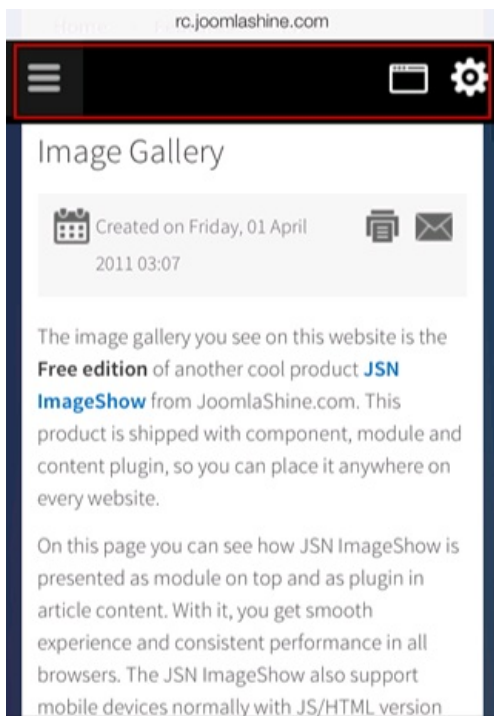 rc.joomlashine.com
Image Gallery
Created on Friday, 01 April
2011 03:07
The image gallery you see on this website is the
Free edition of another cool product JSN
ImageShow from JoomlaShine.com. This
product is shipped with component, module and
content plugin, so you can place it anywhere on
every website.
On this page you can see how JSN ImageShow is
presented as module on top and as plugin in
article content. With it, you get smooth
experience and consistent performance in all
browsers. The JSN ImageShow also support
mobile devices normally with JS/HTML version